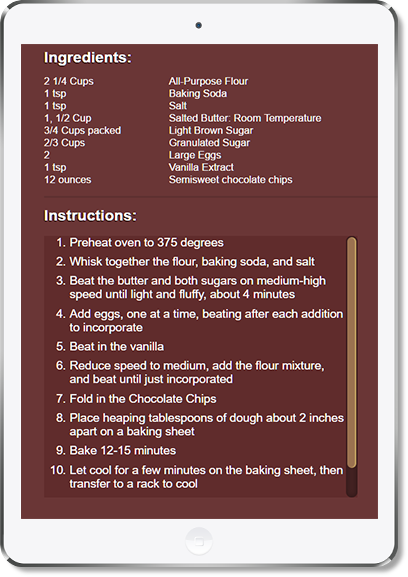 Ingredients:
2 1/4 Cups All-Purpose Flour
1 tsp Baking Soda
1 tsp Salt
1, 1/2 Cup Salted Butter: Room Temperature
3/4 Cups packed Light Brown Sugar
2/3 Cups Granulated Sugar
2 Large Eggs
1 tsp Vanilla Extract
12 ounces Semisweet chocolate chips
Instructions:
1. Preheat oven to 375 degrees
2. Whisk together the flour, baking soda, and salt
3. Beat the butter and both sugars on medium-high
speed until light and fluffy, about 4 minutes
4. Add eggs, one at a time, beating after each addition
to incorporate
5. Beat in the vanilla
6. Reduce speed to medium, add the flour mixture,
and beat until just incorporated
7. Fold in the Chocolate Chips
8. Place heaping tablespoons of dough about 2 inches
apart on a baking sheet
9. Bake 12-15 minutes
10. Let cool for a few minutes on the baking sheet, then
transfer to a rack to cool